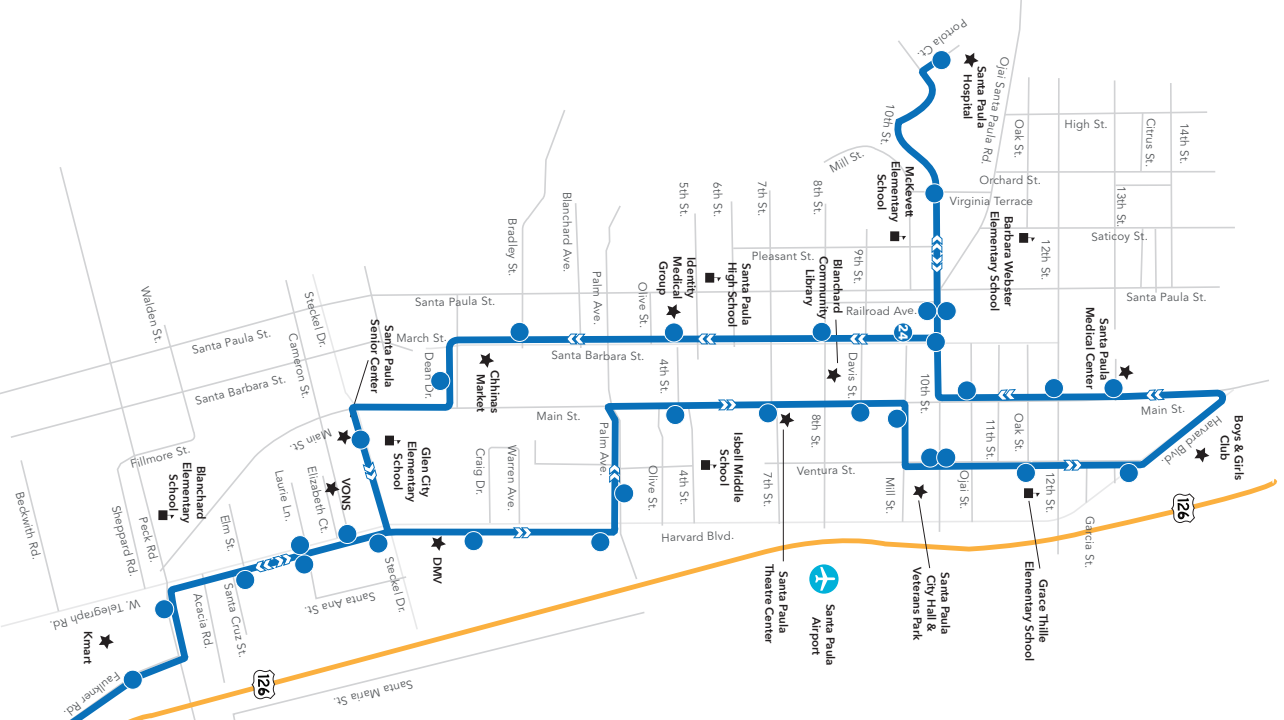 Portola Ct.
Santa Paula
Hospital
Ojai Santa Paula Rd.
10th St.
Mill St.
McKevett
Elementary
School
Oak St.
High St.
Citrus St.
14th St.
Orchard St.
Virginia Terrace
13th St.
Saticoy St.
Barbara Webster
Elementary School
12th St.
5th St.
6th St.
7th St.
8th St.
9th St.
Pleasant St.
Blanchard
Community
Library
Railroad Ave.
24
Santa Paula St.
Santa Paula
Medical Center
Bradley St.
Blanchard Ave.
Palm Ave.
Olive St.
Identity
Medical
Group
Santa Paula
High School
Santa Paula St.
March St.
Santa Barbara St.
Walden St.
Santa Paula St.
Santa Barbara St.
Steckel Dr.
Cameron St.
Santa Paula
Senior Center
Dean Dr.
Chhinas
Market
4th St.
Davis St.
10th St.
Main St.
Main St.
Harvard Blvd.
Boys & Girls
Club
11th St.
Oak St.
Main St.
Fillmore St.
Blanchard
Elementary
School
Glen City
Elementary
School
Craig Dr.
Warren Ave.
Palm Ave.
Olive St.
4th St.
Isbell Middle
School
7th St.
8th St.
Ventura St.
Mill St.
Ojai St.
12th St.
Garcia St.
126
Beckwith Rd.
Sheppard Rd.
Peck Rd.
Elm St.
Laurie Ln.
Elizabeth Ct.
VONS
DMV
Harvard Blvd.
Steckel Dr.
Santa Ana St.
Santa Cruz St.
Acacia Rd.
W. Telegraph Rd.
Kmart
Faulkner Rd.
126
Santa Maria St.
Santa Paula
Theatre Center
Santa Paula
Airport
Santa Paula
City Hall &
Veterans Park
Grace Thille
Elementary School